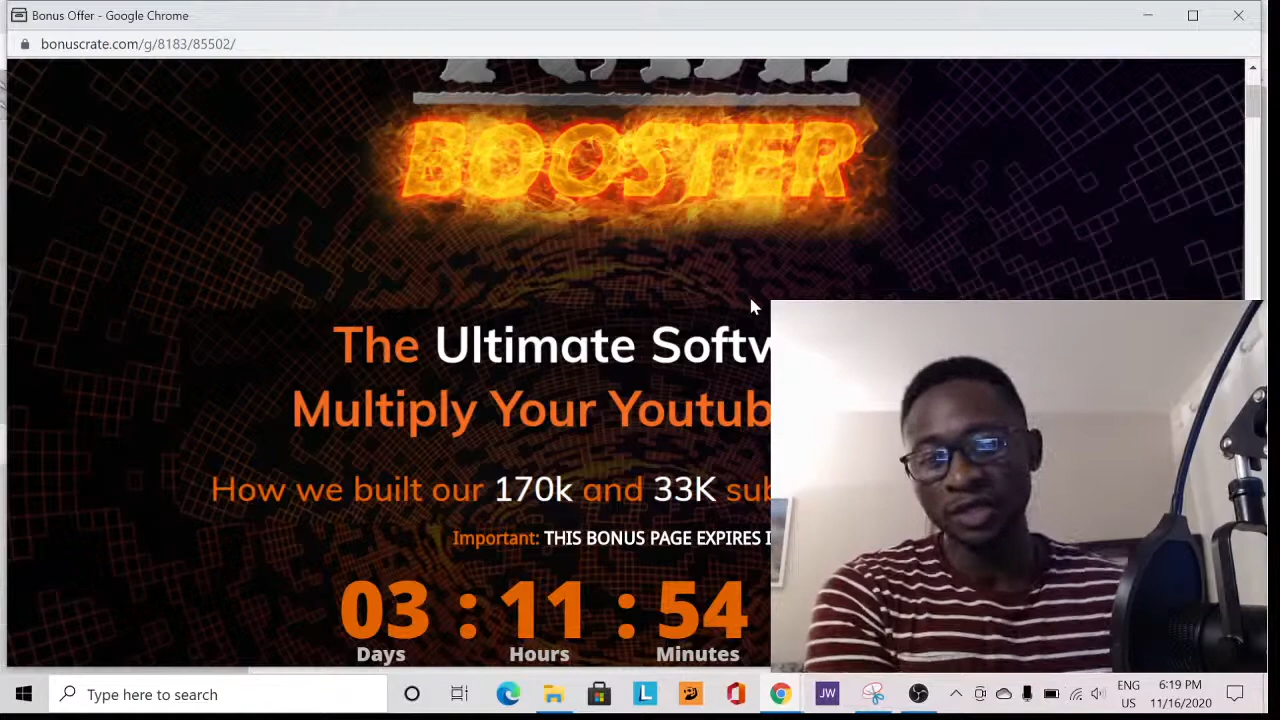 Bonus Offer - Google Chrome
bonuscrate.com/g/8183/85502/
BOOSTER
The Ultimate Softw
Multiply Your Youtub
How we built our 170k and 33K sub
Important: THIS BONUS PAGE EXPIRES I
03 : 11 : 54
Days Hours Minutes
Type here to search
L
JW
ENG
US
6:19 PM
11/16/2020